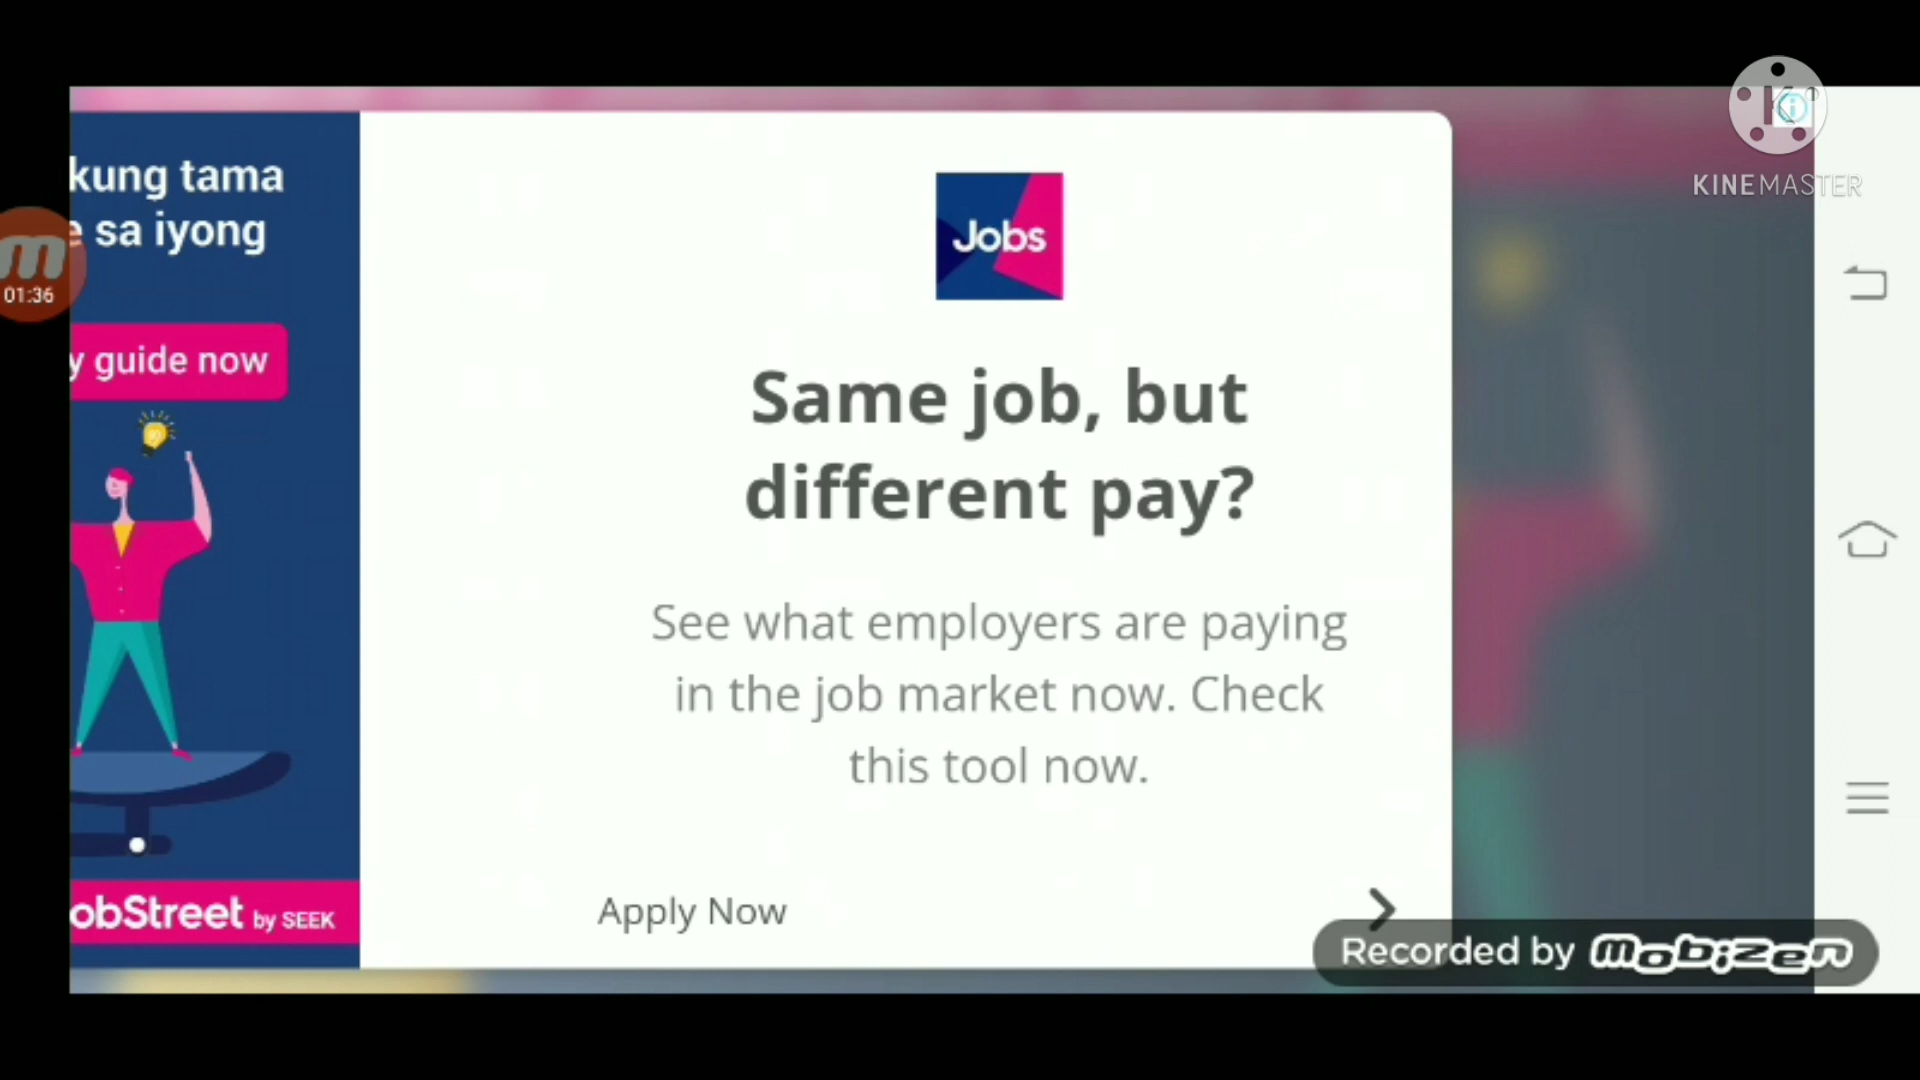 kung tama
e sa iyong
y guide now
obStreet by SEEK
01:36
Jobs
Same job, but
different pay?
See what employers are paying
in the job market now. Check
this tool now.
Apply Now
KINEMASTER
Recorded by mobizen